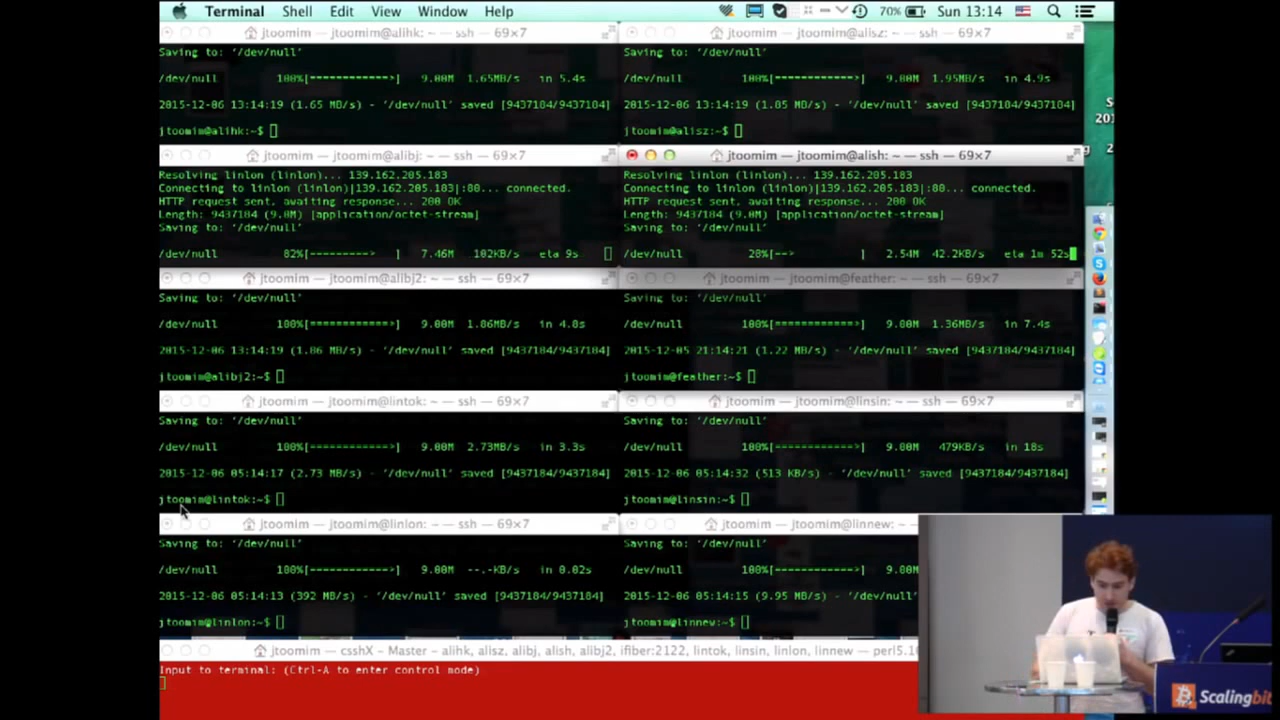 Terminal Shell Edit View Window Help 70% Sun 13:14
jtoomim — jtoomim@alihk: ~ — ssh — 69×7
Saving to: ‘/dev/null’
/dev/null 100%[============>] 9.00M 1.65MB/s in 5.4s
2015-12-06 13:14:19 (1.65 MB/s) - ‘/dev/null’ saved [9437184/9437184]
jtoomim@alihk:~$
jtoomim — jtoomim@alisz: ~ — ssh — 69×7
Saving to: ‘/dev/null’
/dev/null 100%[============>] 9.00M 1.95MB/s in 4.9s
2015-12-06 13:14:19 (1.85 MB/s) - ‘/dev/null’ saved [9437184/9437184]
jtoomim@alisz:~$
jtoomim — jtoomim@alibj: ~ — ssh — 69×7
Resolving linlon (linlon)... 139.162.205.183
Connecting to linlon (linlon)|139.162.205.183|:80... connected.
HTTP request sent, awaiting response... 200 OK
Length: 9437184 (9.0M) [application/octet-stream]
Saving to: ‘/dev/null’
/dev/null 82%[=========> ] 7.46M 102KB/s eta 9s
jtoomim — jtoomim@alish: ~ — ssh — 69×7
Resolving linlon (linlon)... 139.162.205.183
Connecting to linlon (linlon)|139.162.205.183|:80... connected.
HTTP request sent, awaiting response... 200 OK
Length: 9437184 (9.0M) [application/octet-stream]
Saving to: ‘/dev/null’
/dev/null 28%[==> ] 2.54M 42.2KB/s eta 1m 52s
jtoomim — jtoomim@alibj2: ~ — ssh — 69×7
Saving to: ‘/dev/null’
/dev/null 100%[============>] 9.00M 1.86MB/s in 4.8s
2015-12-06 13:14:19 (1.86 MB/s) - ‘/dev/null’ saved [9437184/9437184]
jtoomim@alibj2:~$
jtoomim — jtoomim@feather: ~ — ssh — 69×7
Saving to: ‘/dev/null’
/dev/null 100%[============>] 9.00M 1.36MB/s in 7.4s
2015-12-05 21:14:21 (1.22 MB/s) - ‘/dev/null’ saved [9437184/9437184]
jtoomim@feather:~$
jtoomim — jtoomim@lintok: ~ — ssh — 69×7
Saving to: ‘/dev/null’
/dev/null 100%[============>] 9.00M 2.73MB/s in 3.3s
2015-12-06 05:14:17 (2.73 MB/s) - ‘/dev/null’ saved [9437184/9437184]
jtoomim@lintok:~$
jtoomim — jtoomim@linsin: ~ — ssh — 69×7
Saving to: ‘/dev/null’
/dev/null 100%[============>] 9.00M 479KB/s in 18s
2015-12-06 05:14:32 (513 KB/s) - ‘/dev/null’ saved [9437184/9437184]
jtoomim@linsin:~$
jtoomim — jtoomim@linlon: ~ — ssh — 69×7
Saving to: ‘/dev/null’
/dev/null 100%[============>] 9.00M --.-KB/s in 0.02s
2015-12-06 05:14:13 (392 MB/s) - ‘/dev/null’ saved [9437184/9437184]
jtoomim@linlon:~$
jtoomim — jtoomim@linnew: ~ —
Saving to: ‘/dev/null’
/dev/null 100%[============>] 9.00M
2015-12-06 05:14:15 (9.95 MB/s) - ‘/dev/null’
jtoomim@linnew:~$
jtoomim — csshX - Master – alihk, alisz, alibj, alish, alibj2, ifiber:2122, lintok, linsin, linlon, linnew — perl5.1
Input to terminal: (Ctrl-A to enter control mode)
Scalingbit